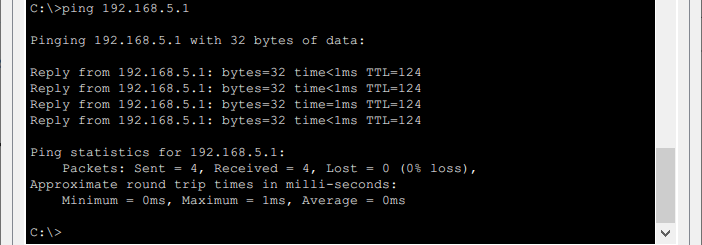 C:\>ping 192.168.5.1
Pinging 192.168.5.1 with 32 bytes of data:
Reply from 192.168.5.1: bytes=32 time<1ms TTL=124
Reply from 192.168.5.1: bytes=32 time<1ms TTL=124
Reply from 192.168.5.1: bytes=32 time=1ms TTL=124
Reply from 192.168.5.1: bytes=32 time<1ms TTL=124
Ping statistics for 192.168.5.1:
Packets: Sent = 4, Received = 4, Lost = 0 (0% loss),
Approximate round trip times in milli-seconds:
Minimum = 0ms, Maximum = 1ms, Average = 0ms
C:\>